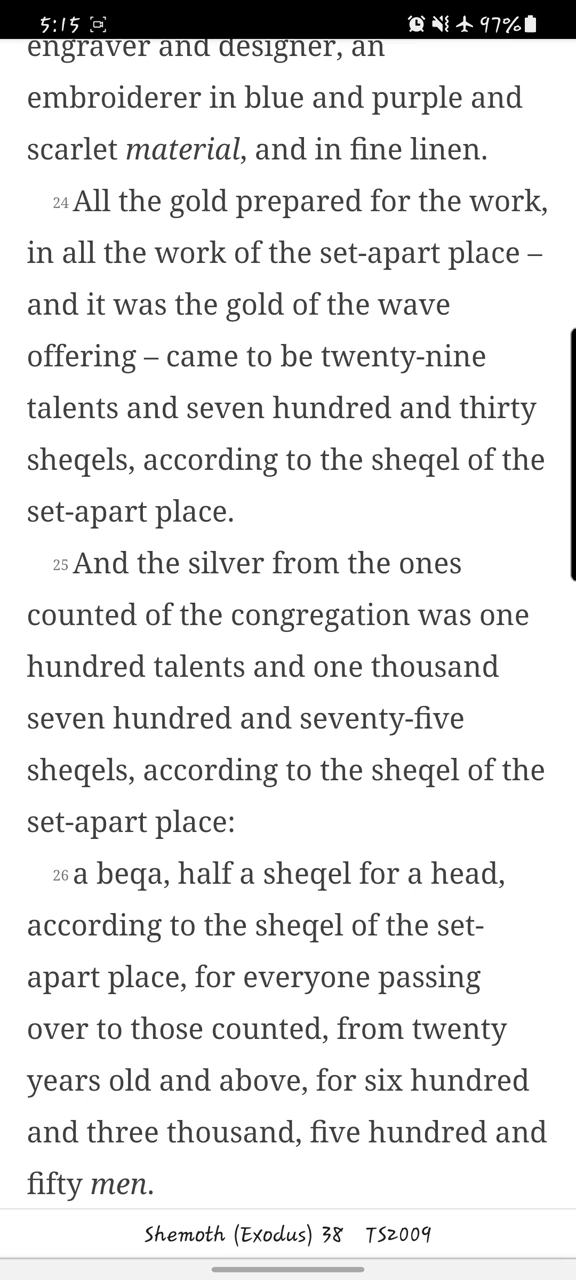 5:15 97%
engraver and designer, an
embroiderer in blue and purple and
scarlet material, and in fine linen.
24 All the gold prepared for the work,
in all the work of the set-apart place –
and it was the gold of the wave
offering – came to be twenty-nine
talents and seven hundred and thirty
sheqels, according to the sheqel of the
set-apart place.
25 And the silver from the ones
counted of the congregation was one
hundred talents and one thousand
seven hundred and seventy-five
sheqels, according to the sheqel of the
set-apart place:
26 a beqa, half a sheqel for a head,
according to the sheqel of the set-
apart place, for everyone passing
over to those counted, from twenty
years old and above, for six hundred
and three thousand, five hundred and
fifty men.
Shemoth (Exodus) 38 TS2009